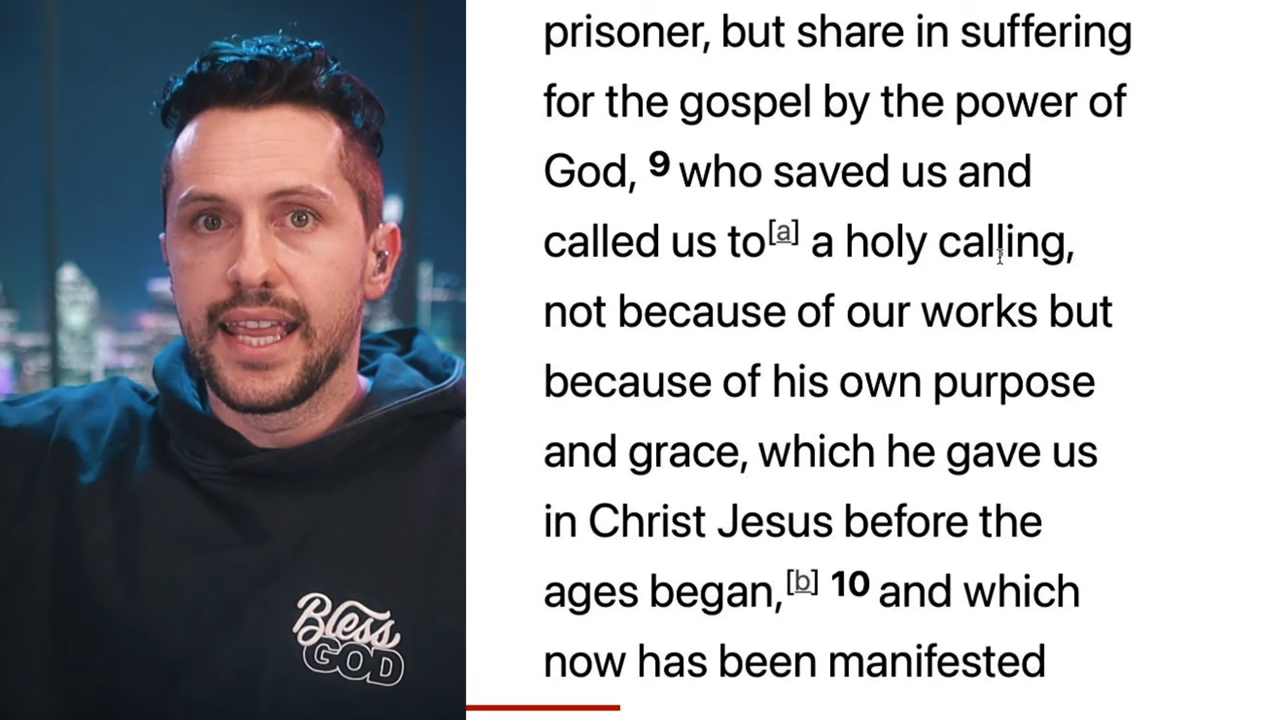 prisoner, but share in suffering
for the gospel by the power of
God, 9 who saved us and
called us to[a] a holy calling,
not because of our works but
because of his own purpose
and grace, which he gave us
in Christ Jesus before the
ages began,[b] 10 and which
now has been manifested
Bless
GOD